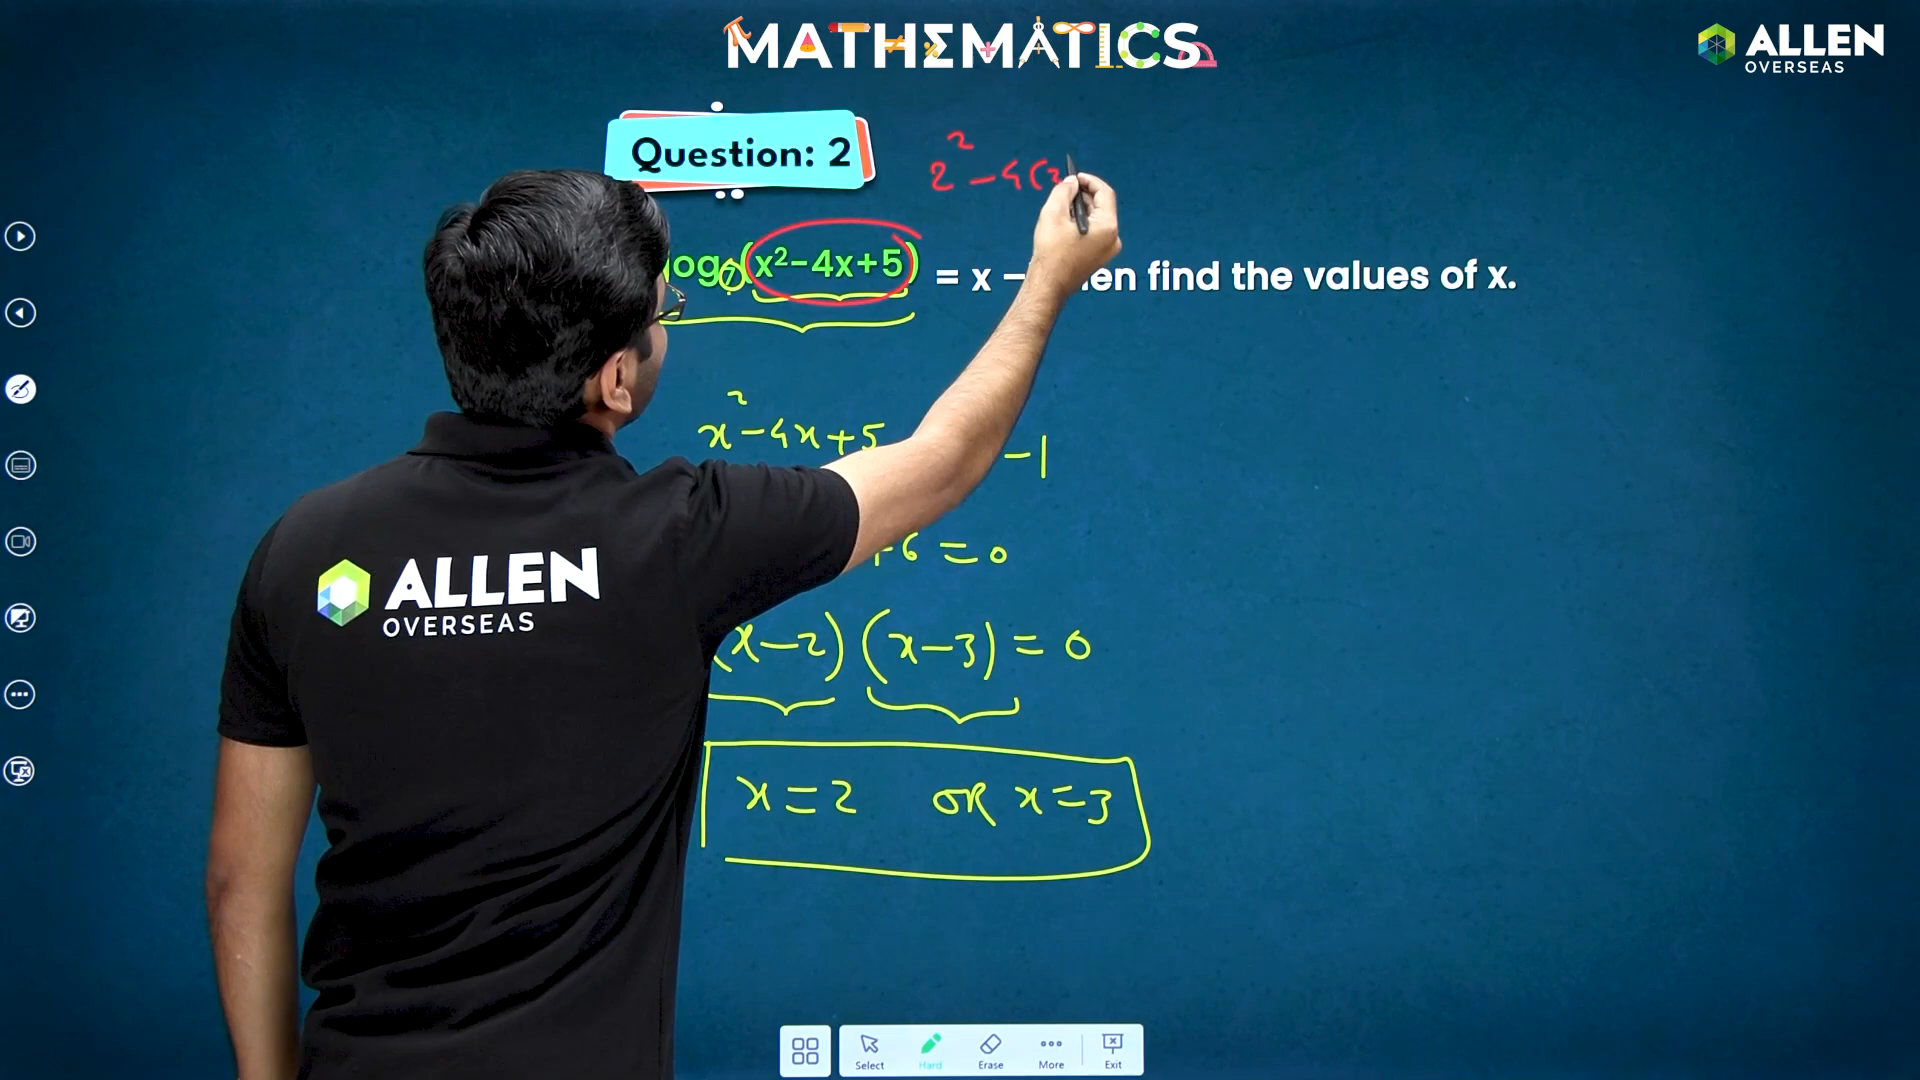 MATHEMATICS
ALLEN
OVERSEAS
Question: 2
2² - 4(2
log₇(x²-4x+5) = x - en find the values of x.
x² - 4x + 5 -1
+6 = 0
(x-2) (x-3) = 0
x = 2 OR x = 3
ALLEN
OVERSEAS
Select Hard Erase More Exit